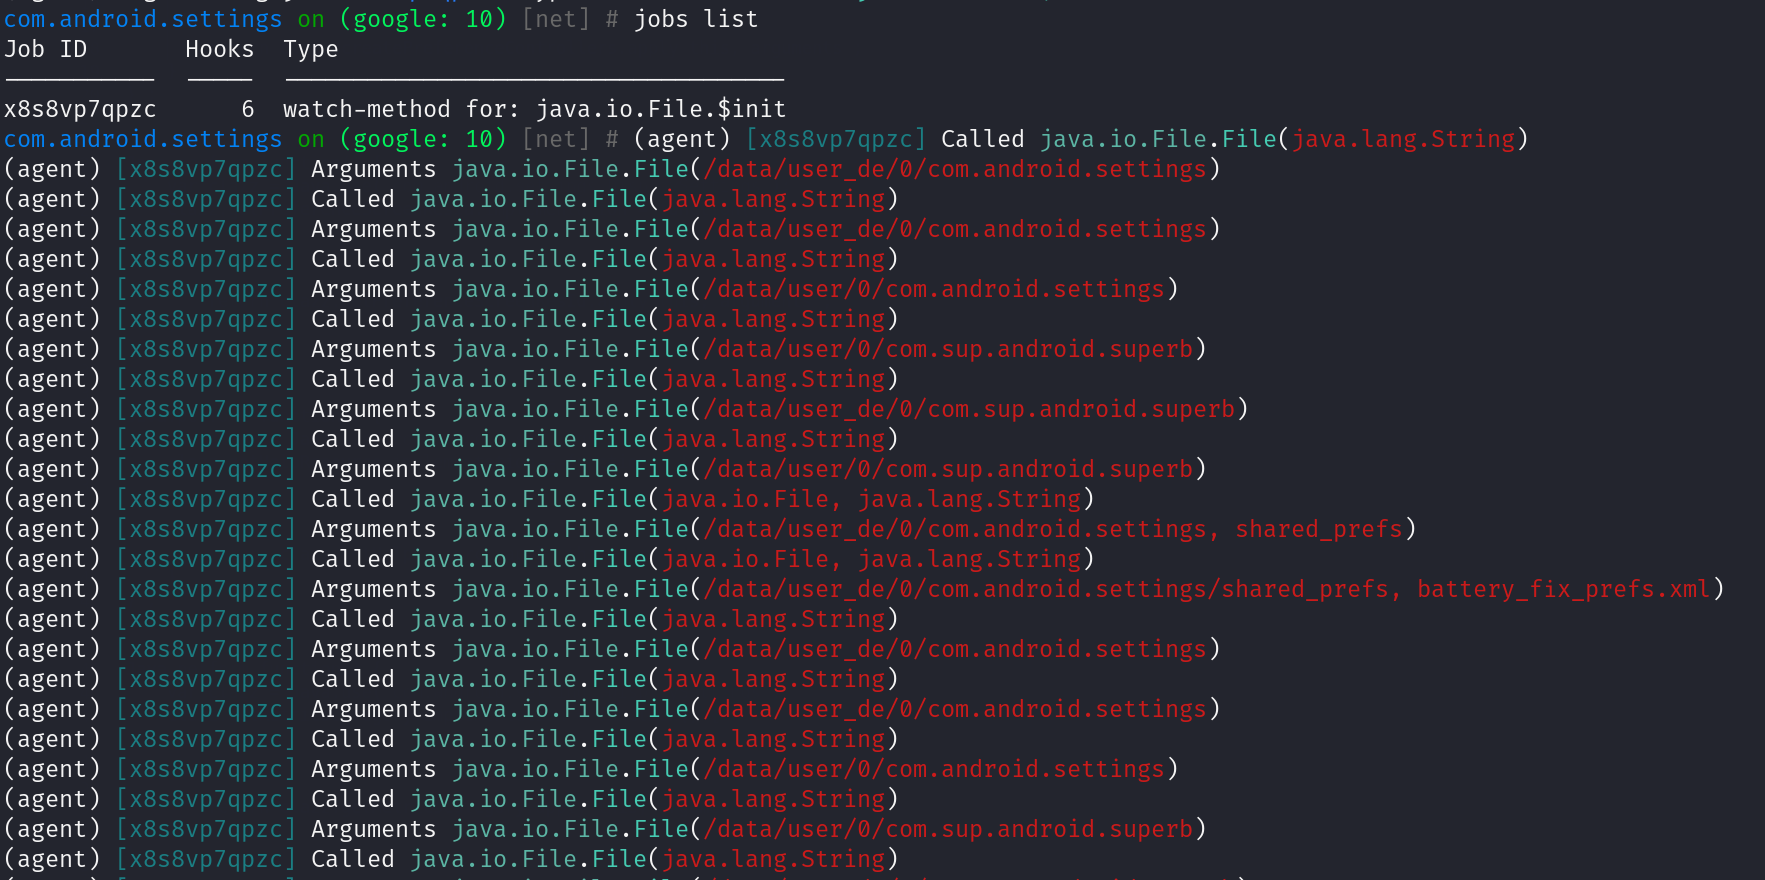 com.android.settings on (google: 10) [net] # jobs list
Job ID Hooks Type
x8s8vp7qpzc 6 watch-method for: java.io.File.$init
com.android.settings on (google: 10) [net] # (agent) [x8s8vp7qpzc] Called java.io.File.File(java.lang.String)
(agent) [x8s8vp7qpzc] Arguments java.io.File.File(/data/user_de/0/com.android.settings)
(agent) [x8s8vp7qpzc] Called java.io.File.File(java.lang.String)
(agent) [x8s8vp7qpzc] Arguments java.io.File.File(/data/user_de/0/com.android.settings)
(agent) [x8s8vp7qpzc] Called java.io.File.File(java.lang.String)
(agent) [x8s8vp7qpzc] Arguments java.io.File.File(/data/user/0/com.android.settings)
(agent) [x8s8vp7qpzc] Called java.io.File.File(java.lang.String)
(agent) [x8s8vp7qpzc] Arguments java.io.File.File(/data/user/0/com.sup.android.superb)
(agent) [x8s8vp7qpzc] Called java.io.File.File(java.lang.String)
(agent) [x8s8vp7qpzc] Arguments java.io.File.File(/data/user_de/0/com.sup.android.superb)
(agent) [x8s8vp7qpzc] Called java.io.File.File(java.lang.String)
(agent) [x8s8vp7qpzc] Arguments java.io.File.File(/data/user/0/com.sup.android.superb)
(agent) [x8s8vp7qpzc] Called java.io.File.File(java.io.File, java.lang.String)
(agent) [x8s8vp7qpzc] Arguments java.io.File.File(/data/user_de/0/com.android.settings, shared_prefs)
(agent) [x8s8vp7qpzc] Called java.io.File.File(java.io.File, java.lang.String)
(agent) [x8s8vp7qpzc] Arguments java.io.File.File(/data/user_de/0/com.android.settings/shared_prefs, battery_fix_prefs.xml)
(agent) [x8s8vp7qpzc] Called java.io.File.File(java.lang.String)
(agent) [x8s8vp7qpzc] Arguments java.io.File.File(/data/user_de/0/com.android.settings)
(agent) [x8s8vp7qpzc] Called java.io.File.File(java.lang.String)
(agent) [x8s8vp7qpzc] Arguments java.io.File.File(/data/user_de/0/com.android.settings)
(agent) [x8s8vp7qpzc] Called java.io.File.File(java.lang.String)
(agent) [x8s8vp7qpzc] Arguments java.io.File.File(/data/user/0/com.android.settings)
(agent) [x8s8vp7qpzc] Called java.io.File.File(java.lang.String)
(agent) [x8s8vp7qpzc] Arguments java.io.File.File(/data/user/0/com.sup.android.superb)
(agent) [x8s8vp7qpzc] Called java.io.File.File(java.lang.String)